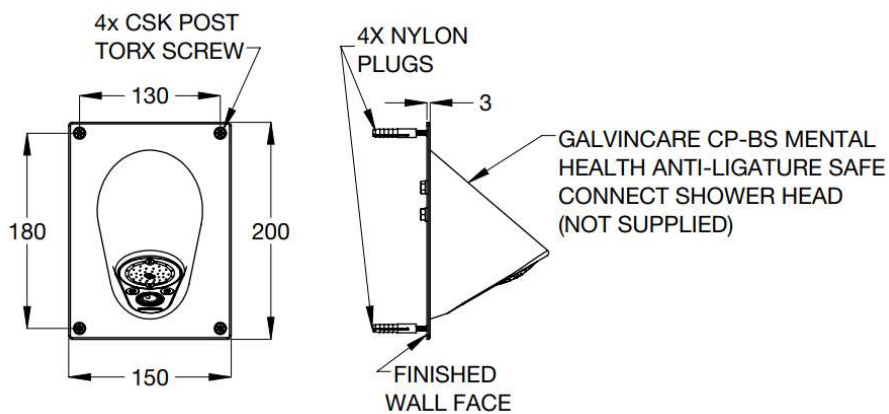 4x CSK POST
TORX SCREW
130
180
200
150
4X NYLON
PLUGS
3
GALVINCARE CP-BS MENTAL
HEALTH ANTI-LIGATURE SAFE
CONNECT SHOWER HEAD
(NOT SUPPLIED)
FINISHED
WALL FACE